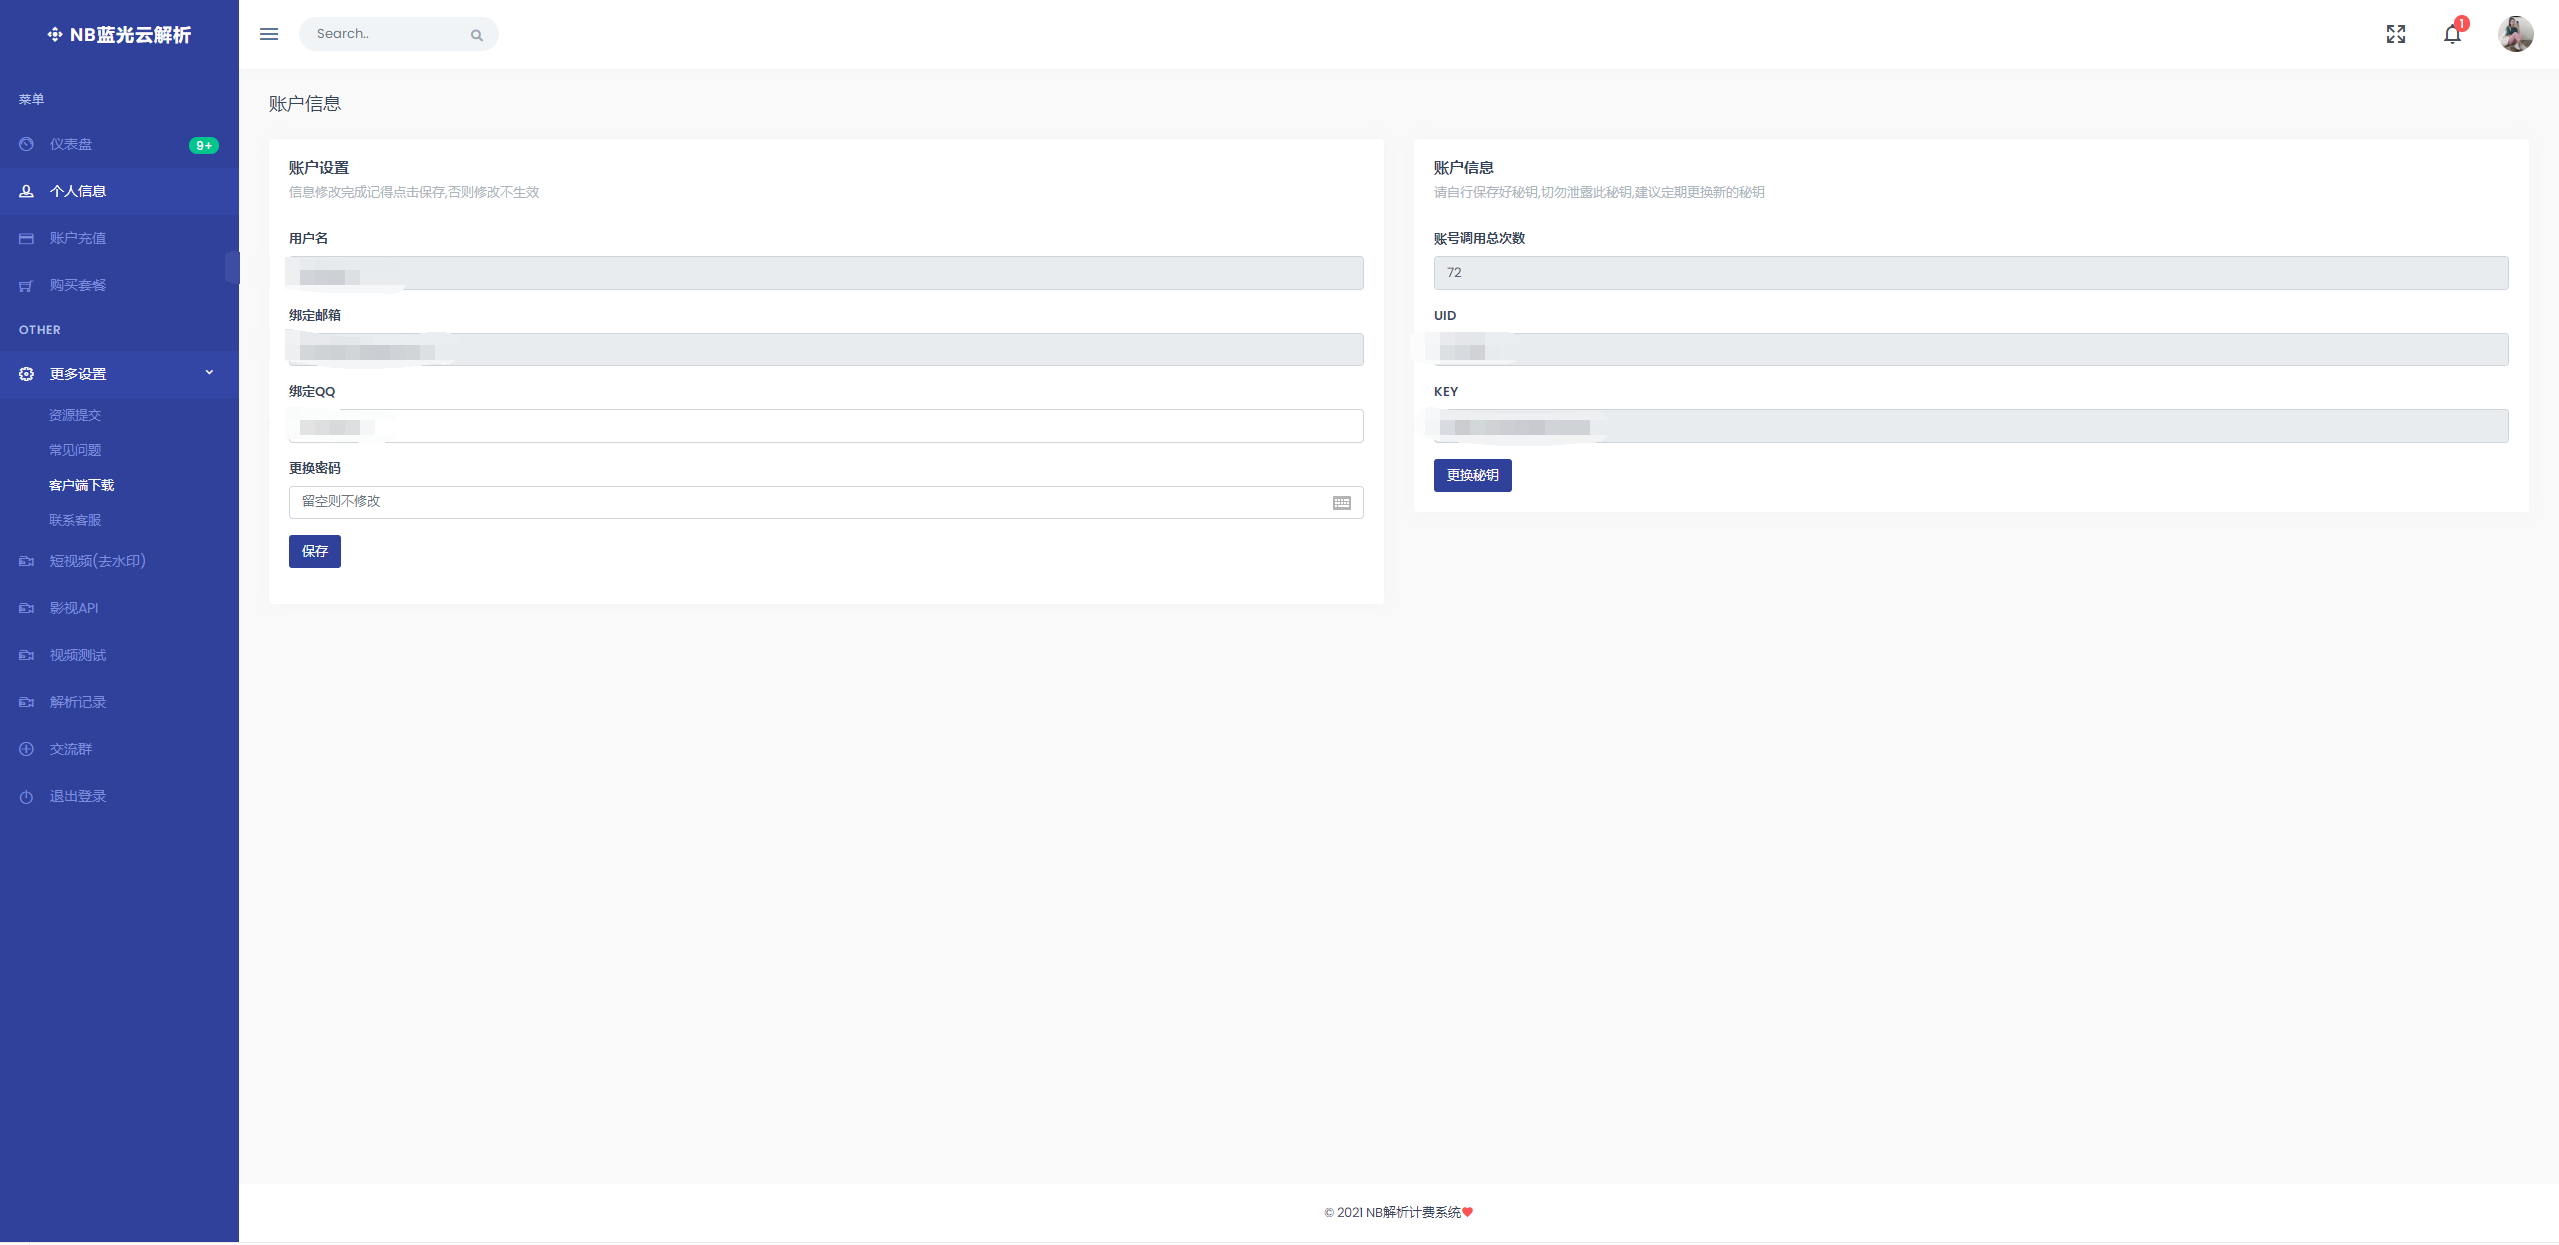 NB蓝光云解析
菜单
仪表盘
9+
个人信息
账户充值
购买套餐
OTHER
更多设置
资源提交
常见问题
客户端下载
联系客服
短视频(去水印)
影视API
视频测试
解析记录
交流群
退出登录
Search..
1
账户信息
账户设置
信息修改完成记得点击保存,否则修改不生效
用户名
绑定邮箱
绑定QQ
更换密码
留空则不修改
保存
账户信息
请自行保存好秘钥,切勿泄露此秘钥,建议定期更换新的秘钥
账号调用总次数
72
UID
KEY
更换秘钥
© 2021 NB解析计费系统